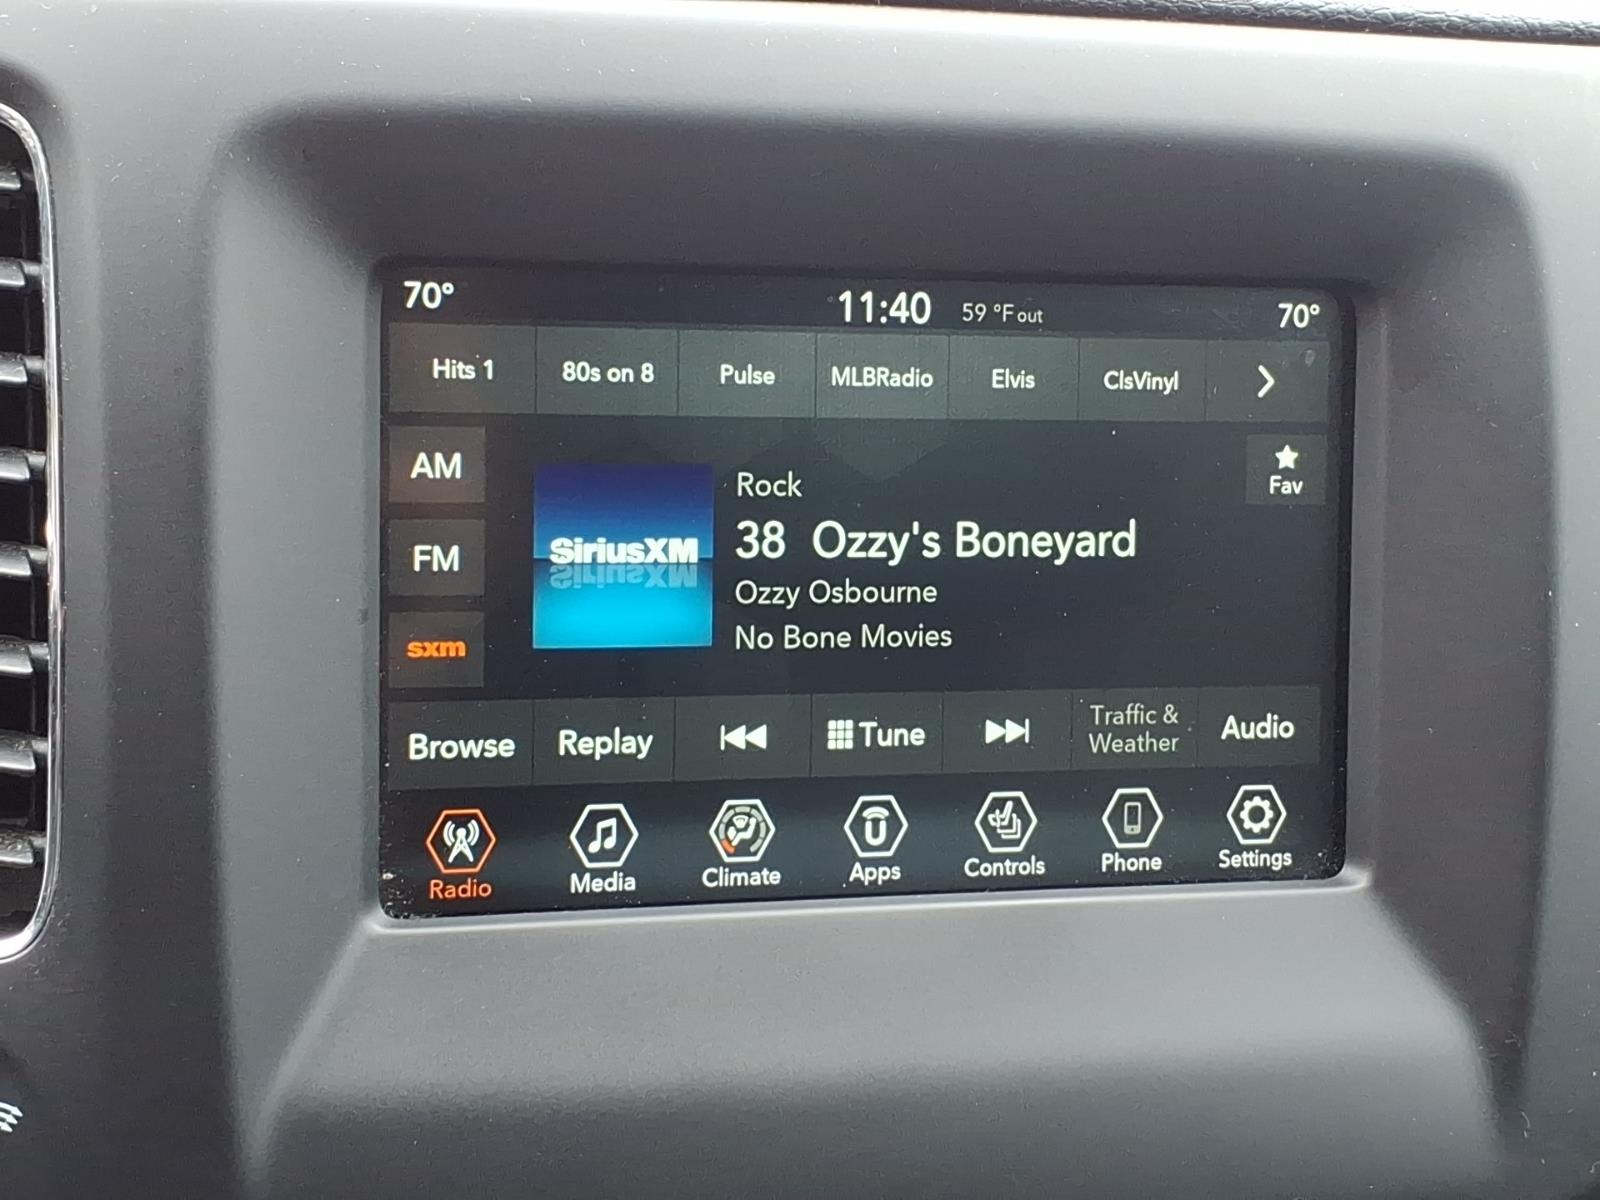 70° 11:40 59 °F out 70°
Hits 1 80s on 8 Pulse MLBRadio Elvis ClsVinyl
AM
FM
sxm
SiriusXM
Rock
38 Ozzy's Boneyard
Ozzy Osbourne
No Bone Movies
Fav
Browse Replay Tune Traffic & Weather Audio
Radio Media Climate Apps Controls Phone Settings